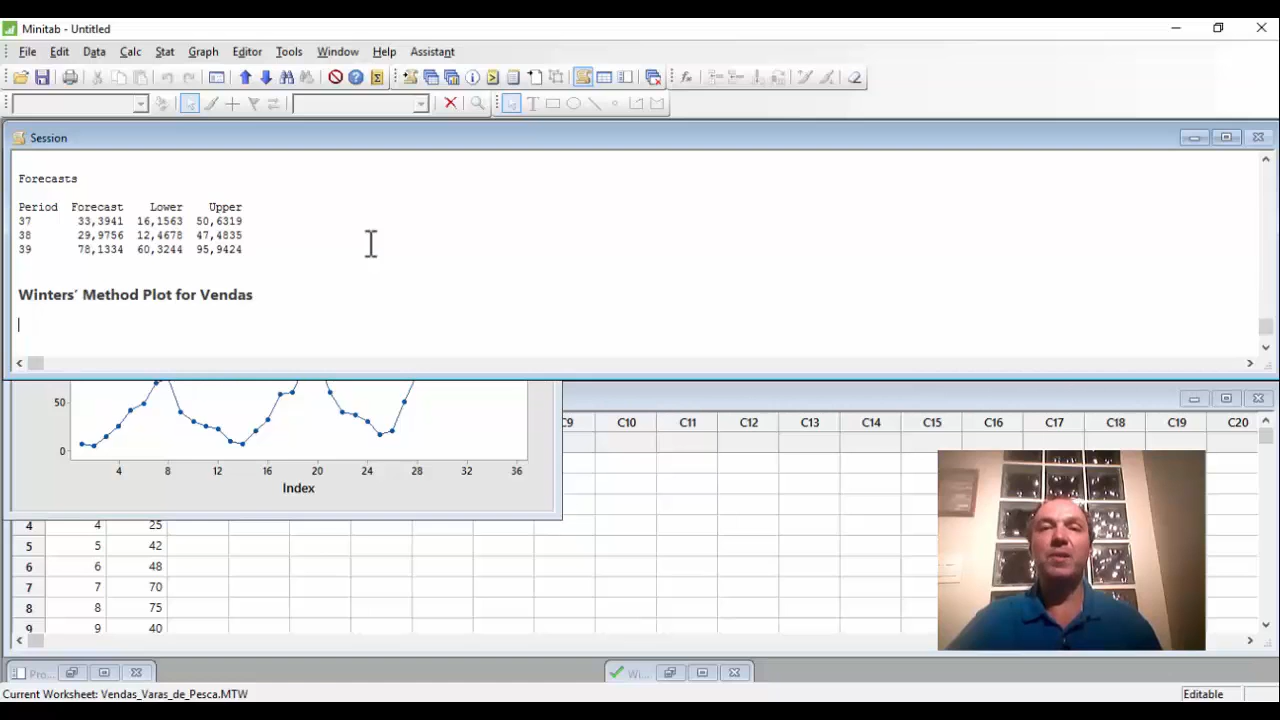 Minitab - Untitled
File Edit Data Calc Stat Graph Editor Tools Window Help Assistant
Session
Forecasts
Period Forecast Lower Upper
37 33,3941 16,1563 50,6319
38 29,9756 12,4678 47,4835
39 78,1334 60,3244 95,9424
Winters' Method Plot for Vendas
50
0
4 8 12 16 20 24 28 32 36
Index
C9 C10 C11 C12 C13 C14 C15 C16 C17 C18 C19 C20
4 4 25
5 5 42
6 6 48
7 7 70
8 8 75
9 9 40
Pro...
Wi...
Current Worksheet: Vendas_Varas_de_Pesca.MTW
Editable